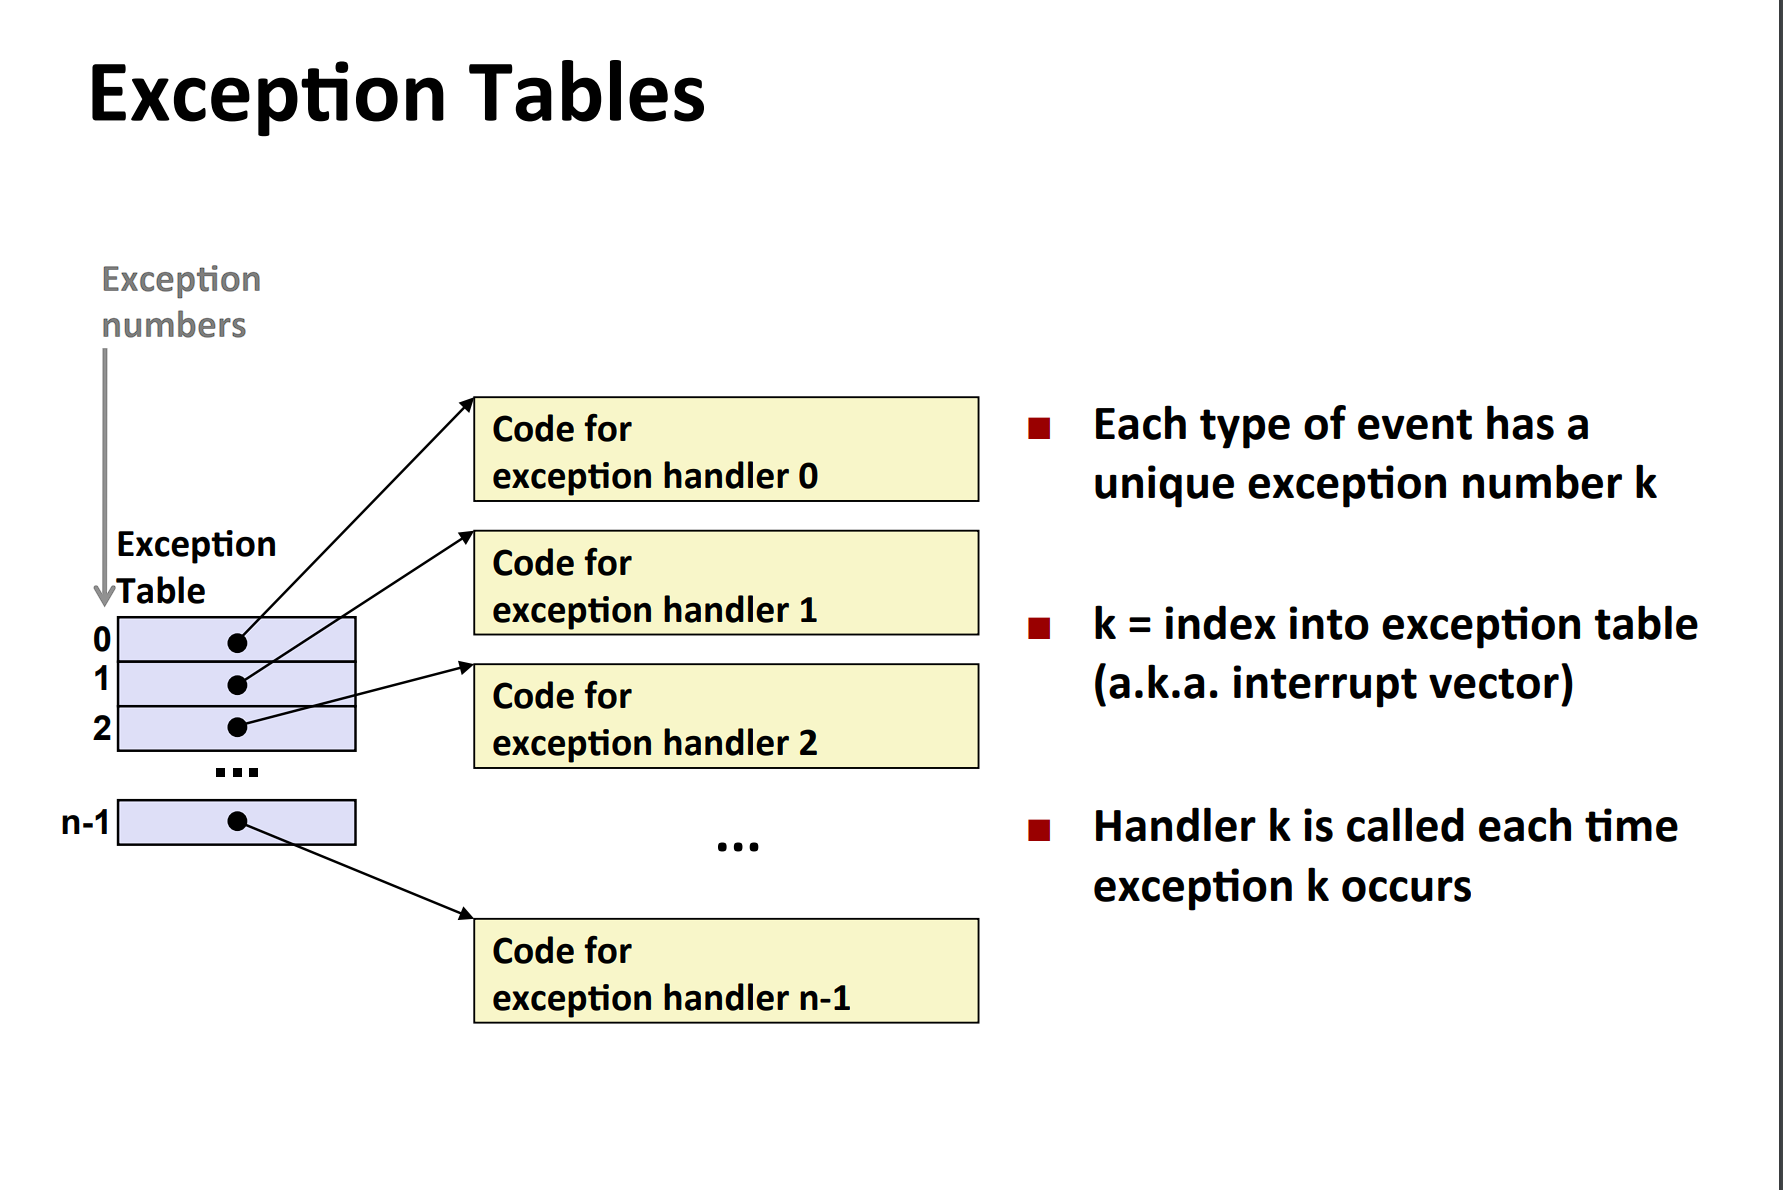 Exception Tables
Exception
numbers
Exception
Table
0
1
2
...
n-1
Code for
exception handler 0
Code for
exception handler 1
Code for
exception handler 2
...
Code for
exception handler n-1
Each type of event has a
unique exception number k
k = index into exception table
(a.k.a. interrupt vector)
Handler k is called each time
exception k occurs